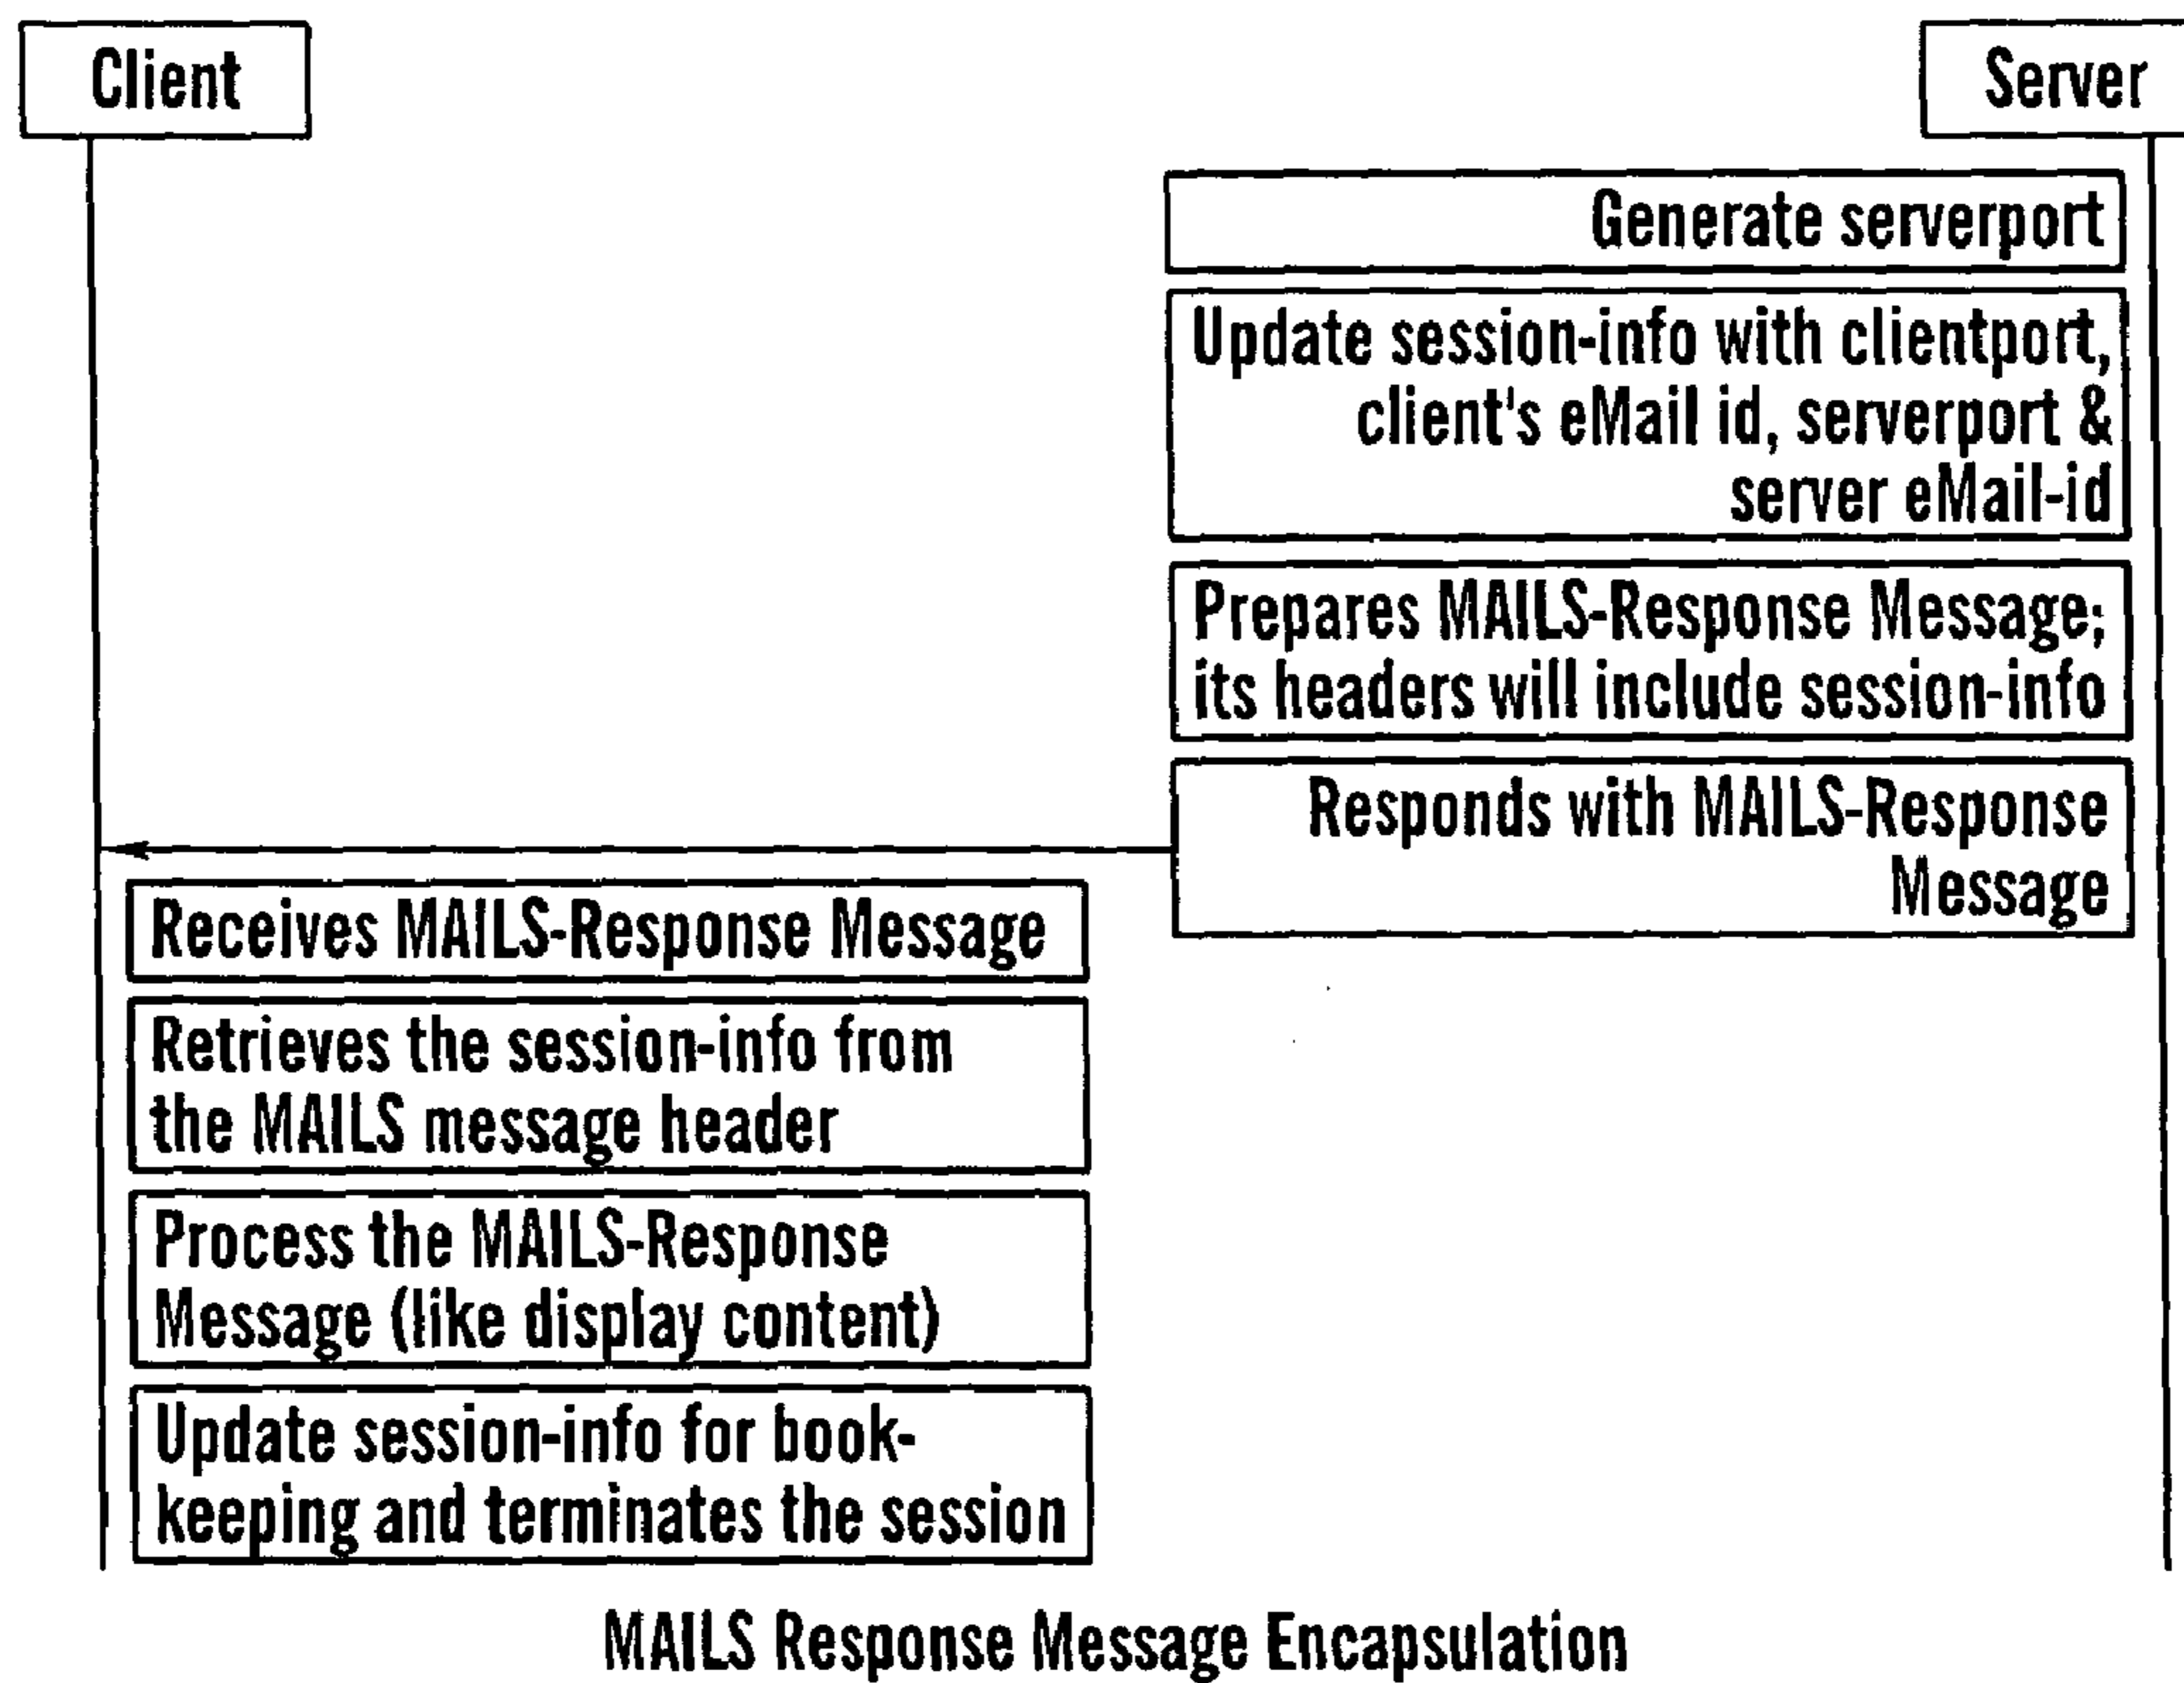 Client
Server
Generate serverport
Update session-info with clientport,
client's eMail id, serverport &
server eMail-id
Prepares MAILS-Response Message;
its headers will include session-info
Responds with MAILS-Response
Message
Receives MAILS-Response Message
Retrieves the session-info from
the MAILS message header
Process the MAILS-Response
Message (like display content)
Update session-info for book-
keeping and terminates the session
MAILS Response Message Encapsulation